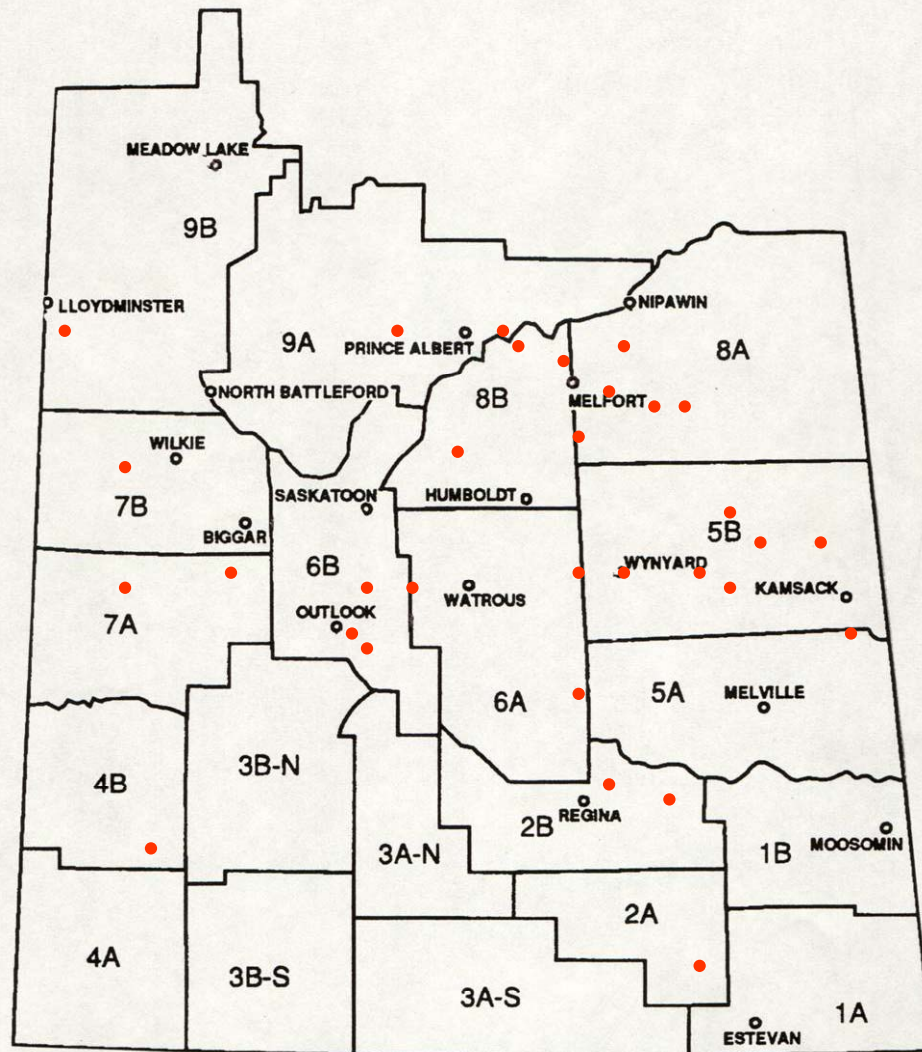 MEADOW LAKE
9B
LLOYDMINSTER
NIPAWIN
9A
PRINCE ALBERT
8A
NORTH BATTLEFORD
8B
MELFORT
WILKIE
SASKATOON
HUMBOLDT
7B
BIGGAR
5B
6B
WYNYARD
WATROUS
KAMSACK
7A
OUTLOOK
6A
5A
MELVILLE
3B-N
4B
2B
REGINA
3A-N
1B
MOOSOMIN
2A
4A
3B-S
3A-S
1A
ESTEVAN